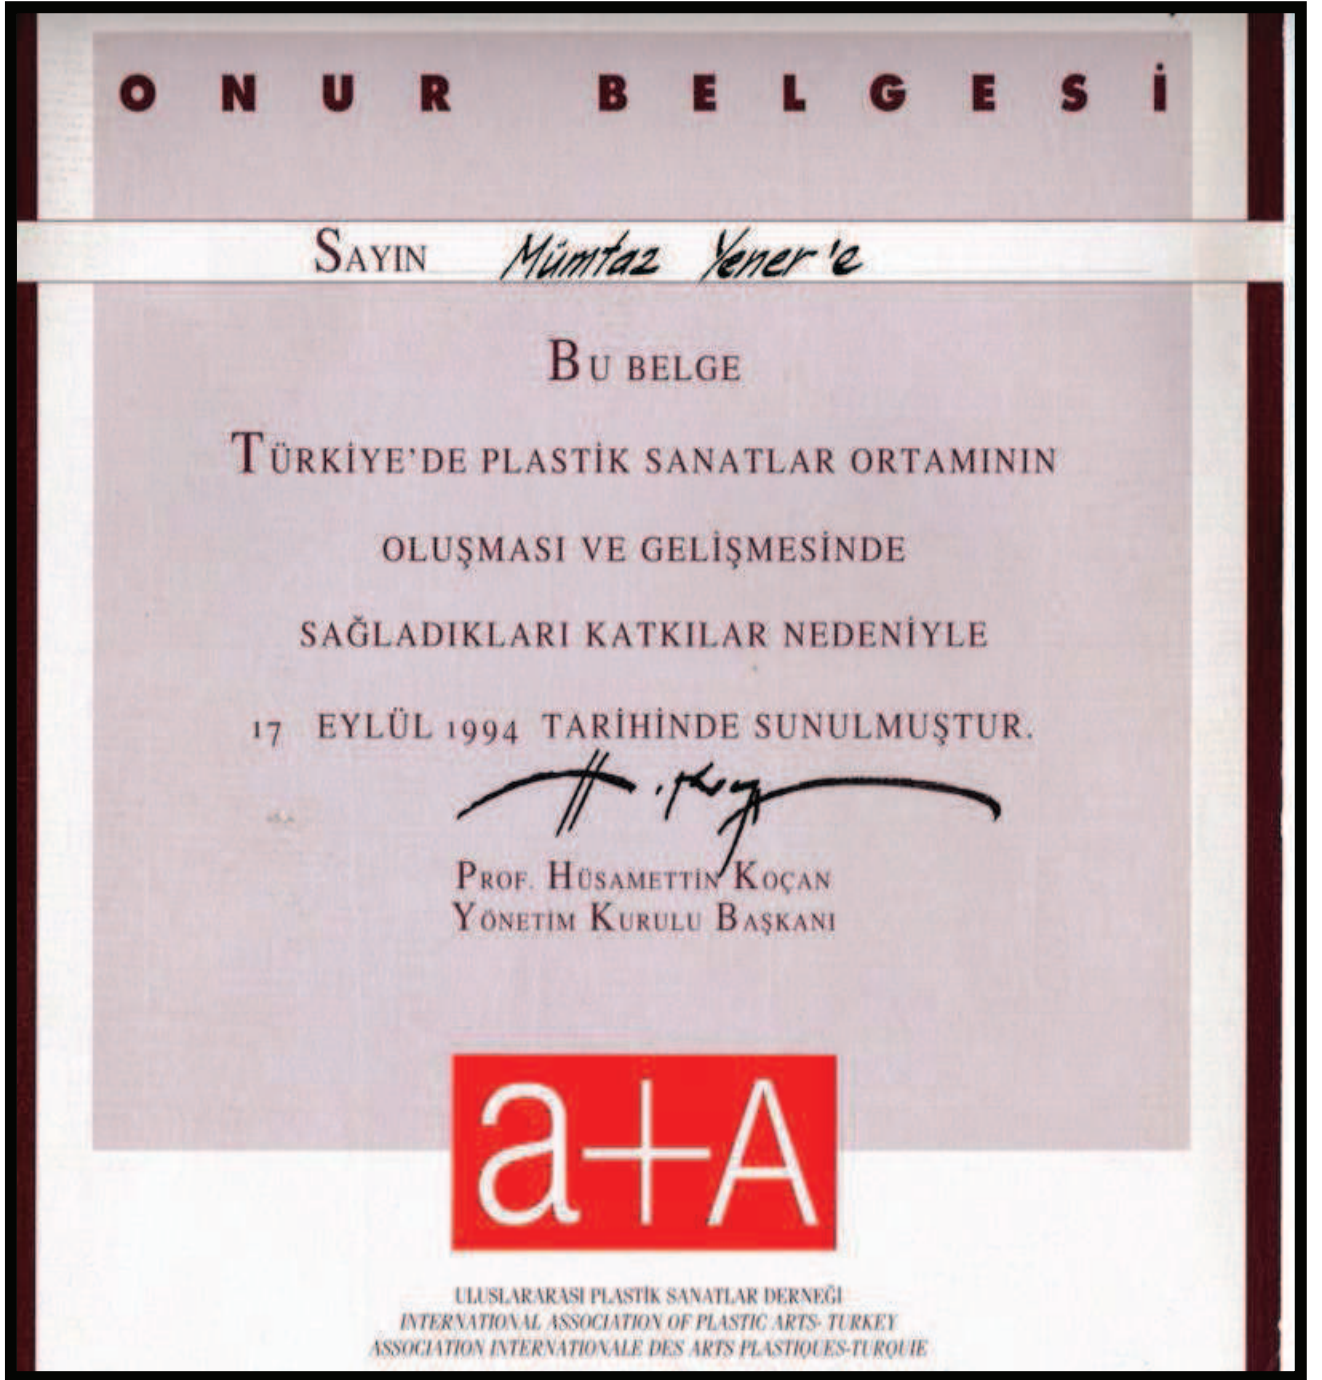 ONUR BELGESİ
SAYIN Mümtaz Yener'e
BU BELGE
TÜRKİYE'DE PLASTİK SANATLAR ORTAMININ
OLUŞMASI VE GELİŞMESİNDE
SAĞLADIKLARI KATKILAR NEDENİYLE
17 EYLÜL 1994 TARİHİNDE SUNULMUŞTUR.
H. Koç
PROF. HÜSAMETTİN KOÇAN
YÖNETİM KURULU BAŞKANI
a+A
ULUSLARARASI PLASTİK SANATLAR DERNEĞİ
INTERNATIONAL ASSOCIATION OF PLASTIC ARTS- TURKEY
ASSOCIATION INTERNATIONALE DES ARTS PLASTIQUES-TURQUIE